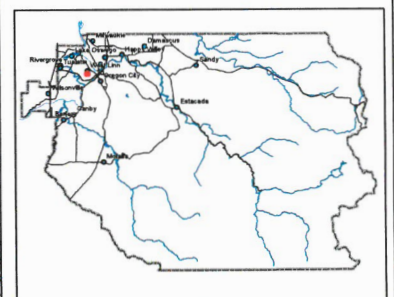 Milwaukie
Damascus
Lake Oswego
Happy Valley
Rivergrove
Tualatin
West Linn
Sandy
Oregon City
Wilsonville
Canby
Estacada
Molalla